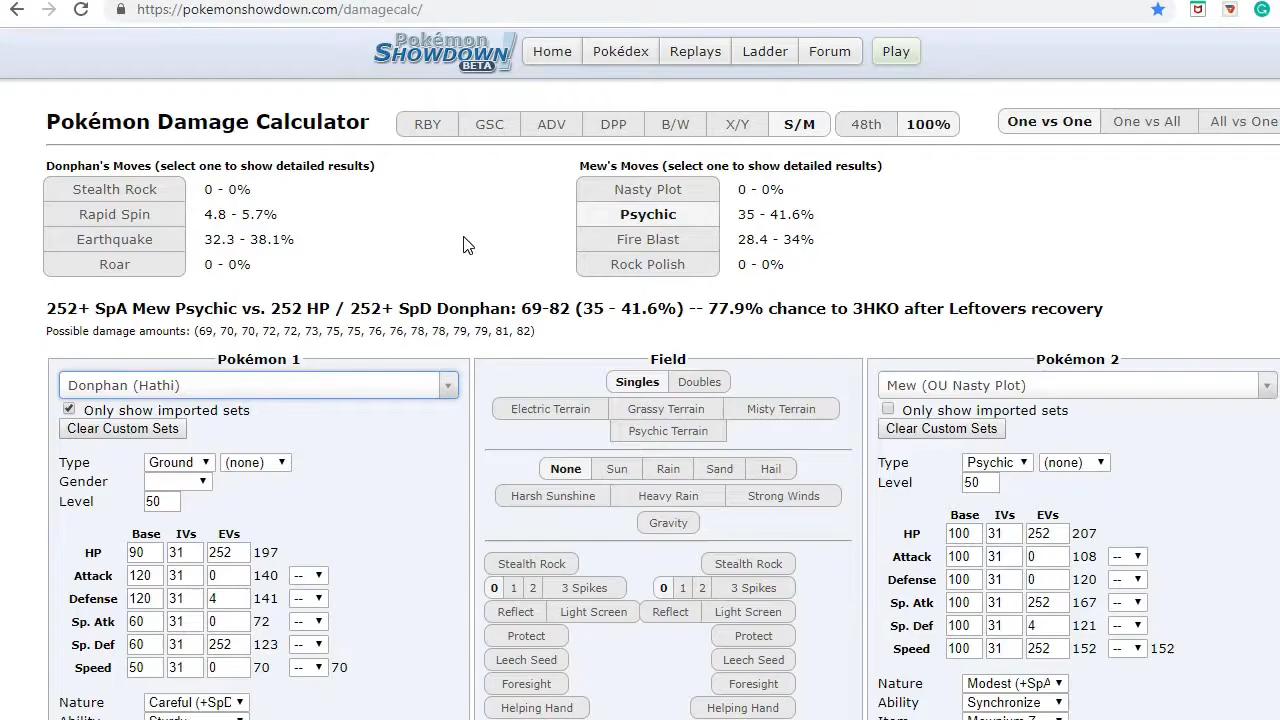 https://pokemonshowdown.com/damagecalc/
Pokémon
SHOWDOWN!
BETA
Home Pokédex Replays Ladder Forum Play
Pokémon Damage Calculator RBY GSC ADV DPP B/W X/Y S/M 48th 100% One vs One One vs All All vs One
Donphan's Moves (select one to show detailed results) Mew's Moves (select one to show detailed results)
Stealth Rock 0 - 0% Nasty Plot 0 - 0%
Rapid Spin 4.8 - 5.7% Psychic 35 - 41.6%
Earthquake 32.3 - 38.1% Fire Blast 28.4 - 34%
Roar 0 - 0% Rock Polish 0 - 0%
252+ SpA Mew Psychic vs. 252 HP / 252+ SpD Donphan: 69-82 (35 - 41.6%) -- 77.9% chance to 3HKO after Leftovers recovery
Possible damage amounts: (69, 70, 70, 72, 72, 73, 75, 75, 76, 76, 78, 78, 79, 79, 81, 82)
Pokémon 1 Field Pokémon 2
Donphan (Hathi) Singles Doubles Mew (OU Nasty Plot)
Only show imported sets Electric Terrain Grassy Terrain Misty Terrain Only show imported sets
Clear Custom Sets Psychic Terrain Clear Custom Sets
Type Ground (none) None Sun Rain Sand Hail Type Psychic (none)
Gender Level 50
Level 50 Harsh Sunshine Heavy Rain Strong Winds
Gravity
Base IVs EVs Base IVs EVs
HP 90 31 252 197 HP 100 31 252 207
Attack 120 31 0 140 -- Stealth Rock Stealth Rock Attack 100 31 0 108 --
Defense 120 31 4 141 -- 0 1 2 3 Spikes 0 1 2 3 Spikes Defense 100 31 0 120 --
Sp. Atk 60 31 0 72 -- Reflect Light Screen Reflect Light Screen Sp. Atk 100 31 252 167 --
Sp. Def 60 31 252 123 -- Protect Protect Sp. Def 100 31 4 121 --
Speed 50 31 0 70 -- 70 Leech Seed Leech Seed Speed 100 31 252 152 -- 152
Foresight Foresight
Nature Careful (+SpD Helping Hand Helping Hand Nature Modest (+SpA
Ability Sturdy Ability Synchronize
Item Mewnium Z